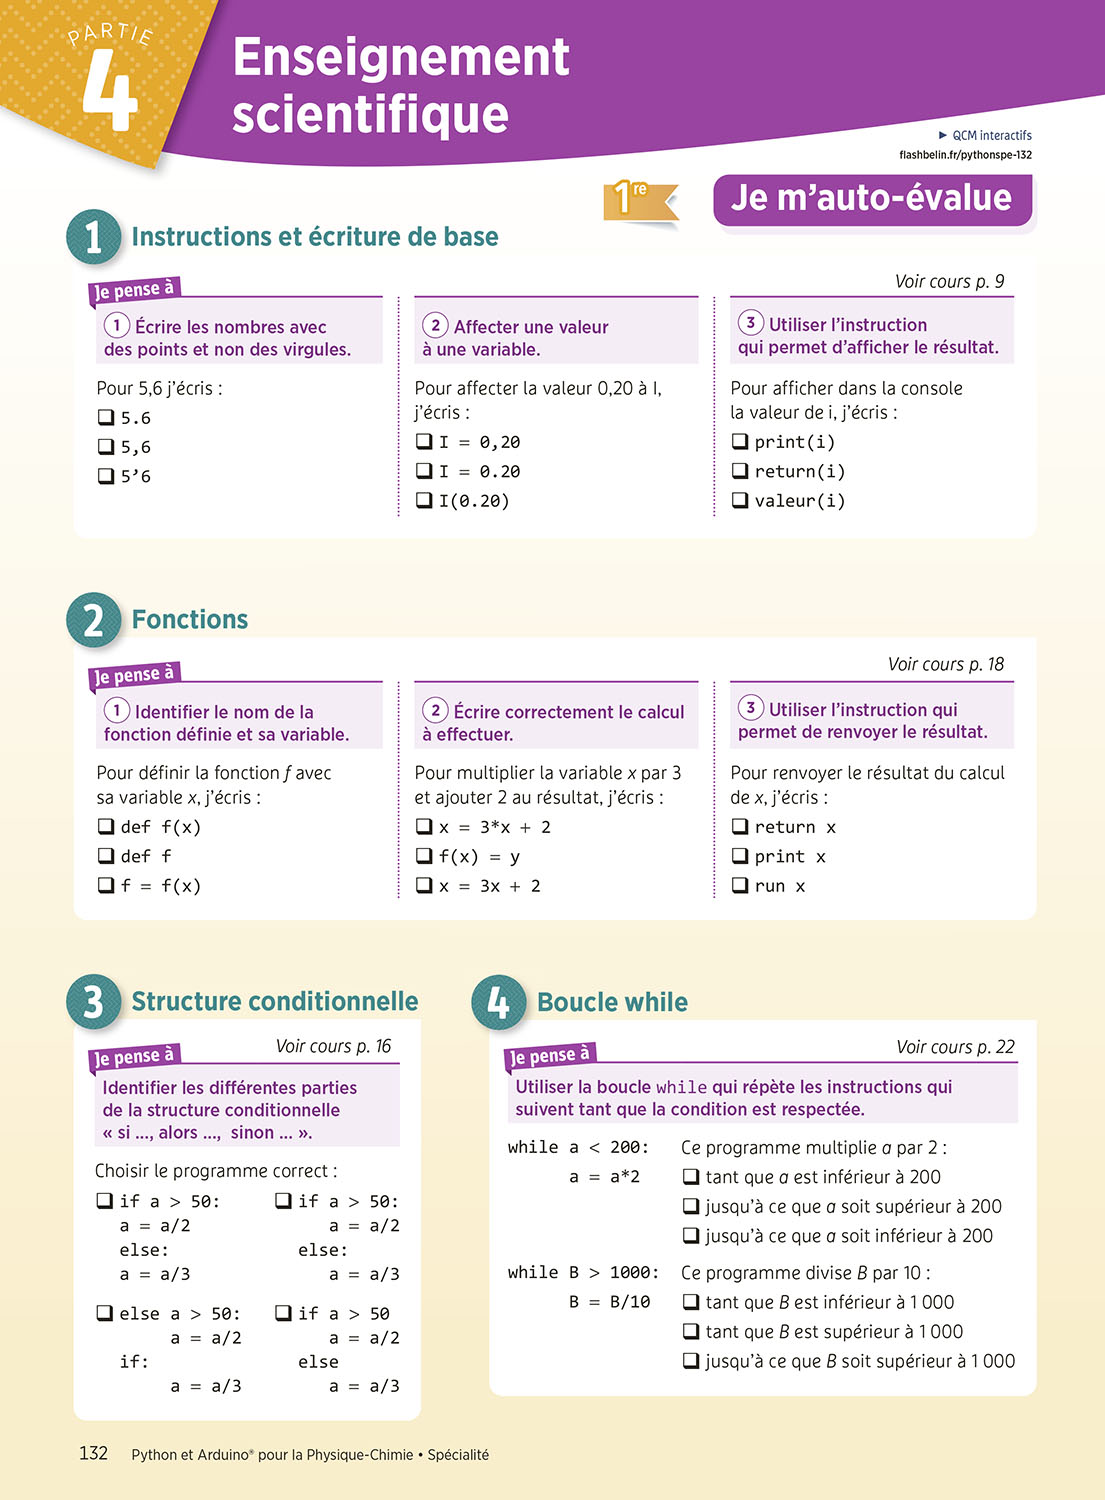 PARTIE
4
Enseignement
scientifique
► QCM interactifs
flashbelin.fr/pythonspe-132
1re
Je m'auto-évalue
1 Instructions et écriture de base
Voir cours p. 9
Je pense à
1 Écrire les nombres avec
des points et non des virgules.
Pour 5,6 j'écris :
❑ 5.6
❑ 5,6
❑ 5’6
2 Affecter une valeur
à une variable.
Pour affecter la valeur 0,20 à I,
j'écris :
❑ I = 0,20
❑ I = 0.20
❑ I(0.20)
3 Utiliser l'instruction
qui permet d'afficher le résultat.
Pour afficher dans la console
la valeur de i, j'écris :
❑ print(i)
❑ return(i)
❑ valeur(i)
2 Fonctions
Voir cours p. 18
Je pense à
1 Identifier le nom de la
fonction définie et sa variable.
Pour définir la fonction f avec
sa variable x, j'écris :
❑ def f(x)
❑ def f
❑ f = f(x)
2 Écrire correctement le calcul
à effectuer.
Pour multiplier la variable x par 3
et ajouter 2 au résultat, j'écris :
❑ x = 3*x + 2
❑ f(x) = y
❑ x = 3x + 2
3 Utiliser l'instruction qui
permet de renvoyer le résultat.
Pour renvoyer le résultat du calcul
de x, j'écris :
❑ return x
❑ print x
❑ run x
3 Structure conditionnelle
Voir cours p. 16
Je pense à
Identifier les différentes parties
de la structure conditionnelle
« si ..., alors ..., sinon ... ».
Choisir le programme correct :
❑ if a > 50:
a = a/2
else:
a = a/3
❑ if a > 50:
a = a/2
else:
a = a/3
❑ else a > 50:
a = a/2
if:
a = a/3
❑ if a > 50
a = a/2
else
a = a/3
4 Boucle while
Voir cours p. 22
Je pense à
Utiliser la boucle while qui répète les instructions qui
suivent tant que la condition est respectée.
while a < 200:
a = a*2
Ce programme multiplie a par 2 :
❑ tant que a est inférieur à 200
❑ jusqu'à ce que a soit supérieur à 200
❑ jusqu'à ce que a soit inférieur à 200
while B > 1000:
B = B/10
Ce programme divise B par 10 :
❑ tant que B est inférieur à 1 000
❑ tant que B est supérieur à 1 000
❑ jusqu'à ce que B soit supérieur à 1 000
132 Python et Arduino® pour la Physique-Chimie • Spécialité